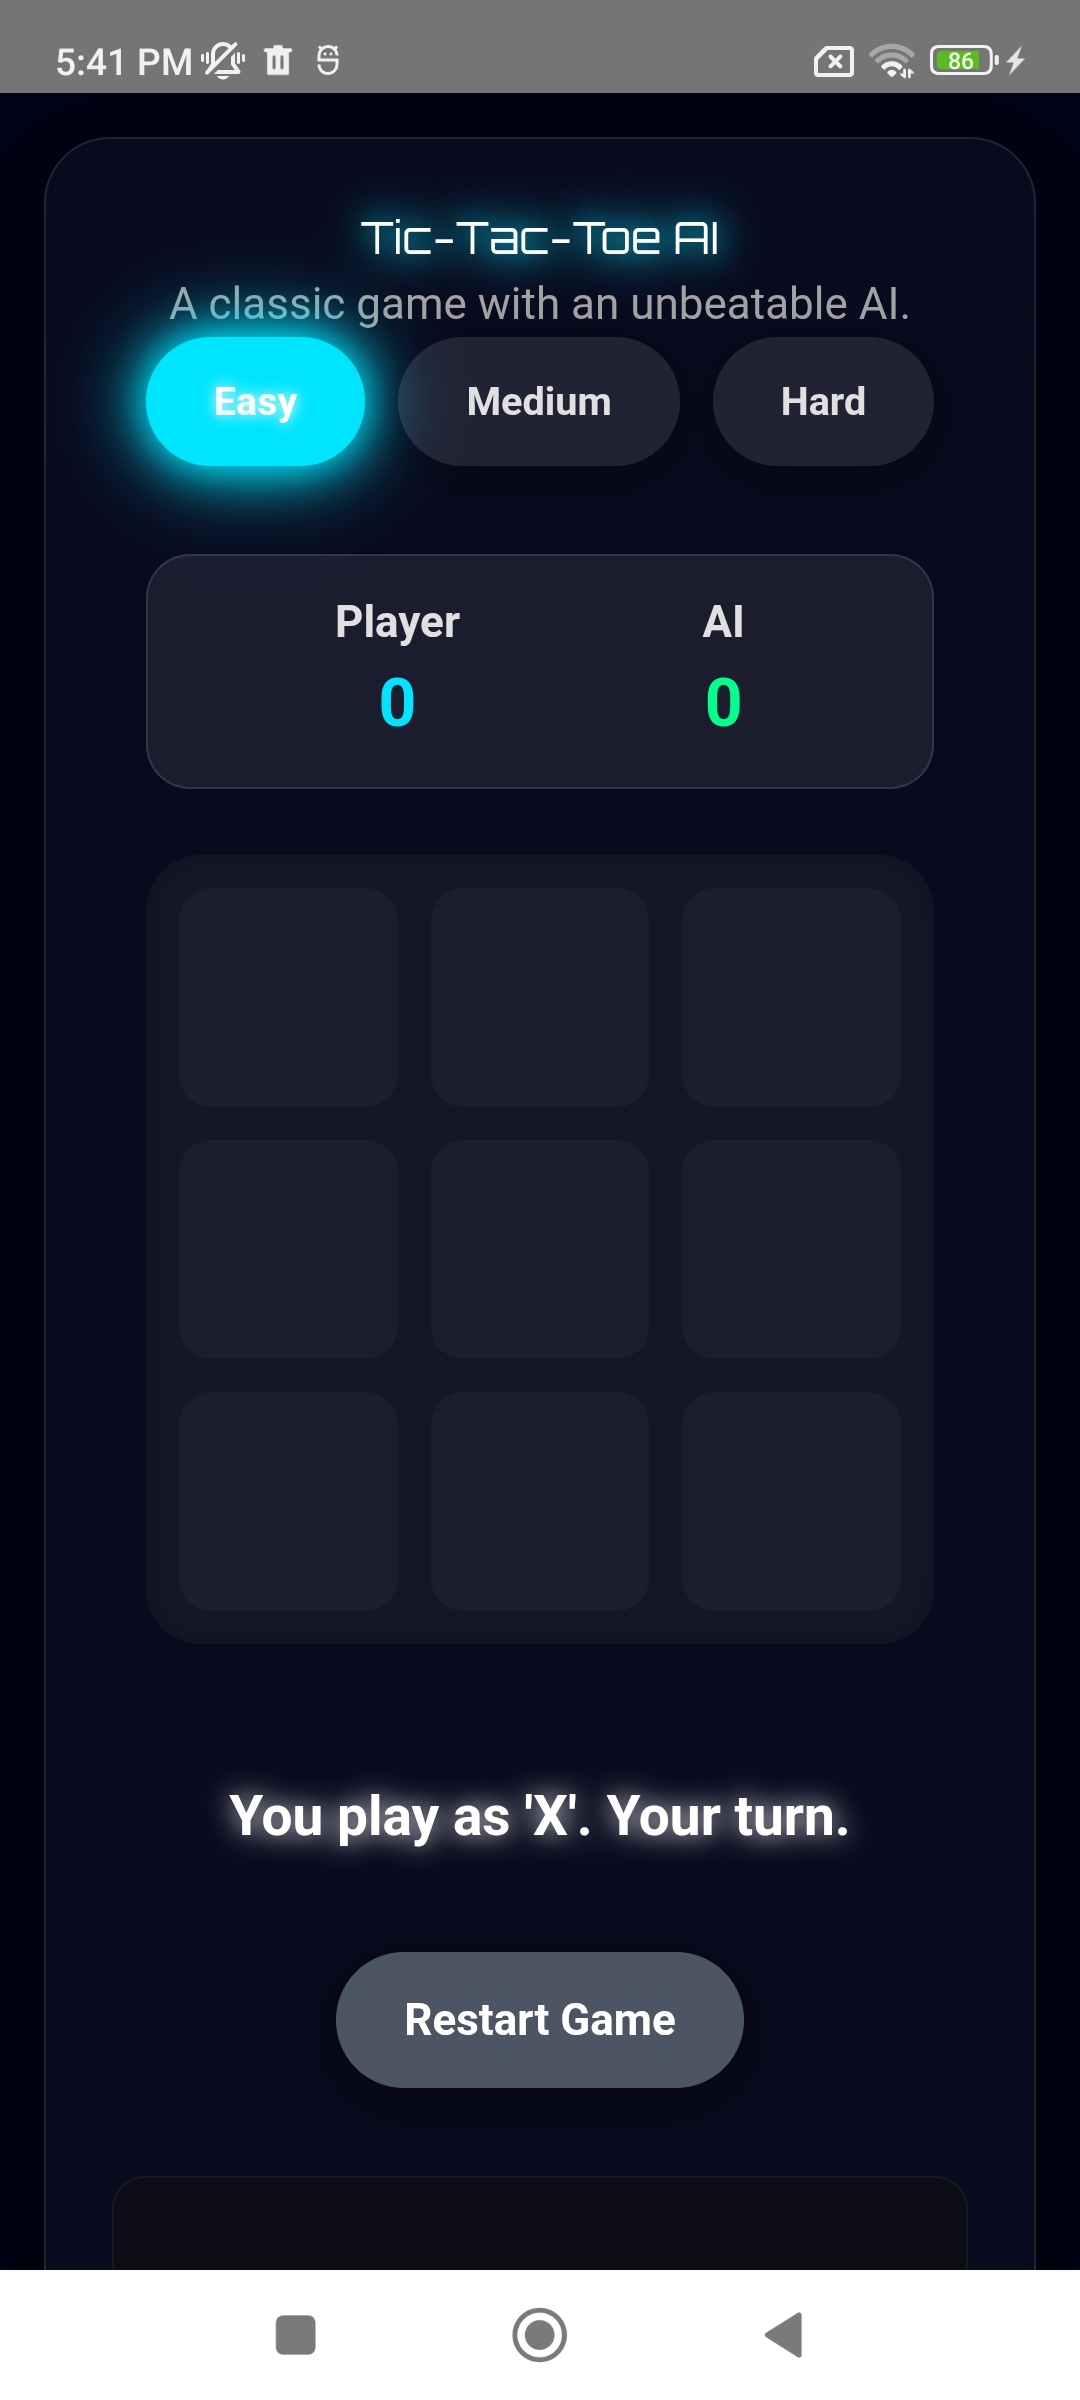 5:41 PM
86
Tic-Tac-Toe AI
A classic game with an unbeatable AI.
Easy Medium Hard
Player AI
0 0
You play as 'X'. Your turn.
Restart Game